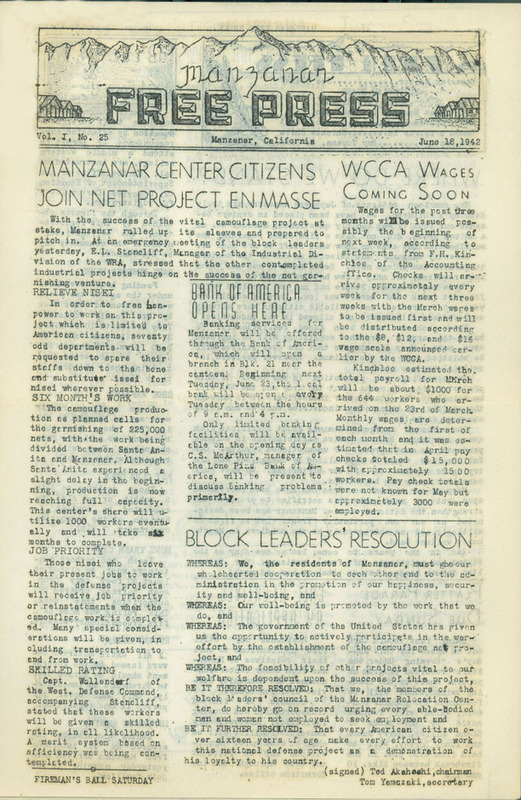 Manzanar
FREE PRESS
Vol. I, No. 25
Manzanar, California
June 18, 1942
MANZANAR CENTER CITIZENS
JOIN NET PROJECT EN MASSE
With the success of the vital camouflage project at
stake, Manzanar rolled up its sleeves and prepared to
pitch in. At an emergency meeting of the block leaders
yesterday, E.L. Stancliff, Manager of the Industrial Di-
vision of the WRA, stressed that the other contemplated
industrial projects hinge on the success of the net gar-
nishing venture.
RELIEVE NISEI
In order to free man-
power to work on this pro-
ject which is limited to
American citizens, seventy
odd departments will be
requested to spare their
staffs down to the bone
and substitute issei for
nisei wherever possible.
SIX MONTH'S WORK
The camouflage produc-
tion as planned calls for
the garnishing of 225,000
nets, with the work being
divided between Santa Ani-
ta and Manzanar. Although
Santa Anita experienced a
slight delay in the begin-
ning, production is now
reaching full capacity.
This center's share will u-
tilize 1000 workers eventu-
ally and will take six
months to complete.
JOB PRIORITY
Those nisei who leave
their present jobs to work
in the defense projects
will receive job priority
or reinstatements when the
camouflage work is complet-
ed. Many special consid-
erations will be given, in
cluding transportation to
and from work.
SKILLED RATING
Capt. Wallenderf of
the West. Defense Command,
accompanying Stancliff,
stated that these workers
will be given a skilled
rating, in all likelihood.
A merit system based on
efficiency was being con-
templated.
FIREMAN'S BALL SATURDAY
BANK OF AMERICA
OPENS HERE
Banking services for
Manzanar will be offered
through the Bank of Ameri-
ca, which will open a
branch in Blk. 21 near the
canteen. Beginning next
Tuesday, June 23, the local
bank will be open every
Tuesday between the hours
of 9 a.m. and 4 p.m.
Only limited banking
facilities will be avail-
able on the opening day as
C.S. McArthur, manager of
the Lone Pine Bank of Am-
erica, will be present to
discuss banking problems
primarily.
WCCA WAGES
COMING SOON
Wages for the past three
months will be issued pos-
sibly the beginning of
next week, according to
statements from F.H. Kin-
chloe of the Accounting
office. Checks will ar-
rive approximately every
week for the next three
weeks with the March wages
to be issued first and will
be distributed according
to the $8, $12, and $16
wage scale announced ear-
lier by the WCCA.
Kinchloe estimated the
total payroll for March
will be about $1000 for
the 644 workers who ar-
rived on the 23rd of March.
Monthly wages are deter-
mined from the first of
each month and it was es-
timated that in April pay
checks totaled $15,000
with approximately 1500
workers. Pay check totals
were not known for May but
approximately 3000 were
employed.
BLOCK LEADERS' RESOLUTION
WHEREAS: We, the residents of Manzanar, must show our
wholehearted cooperation to each other and to the ad-
ministration in the promotion of our happiness, secur-
ity and well-being, and
WHEREAS: Our well-being is promoted by the work that we
do, and
WHEREAS: The government of the United States has given
us the opportunity to actively participate in the war-
effort by the establishment of the camouflage net pro-
ject, and
WHEREAS: The feasibility of other projects vital to our
welfare is dependent upon the success of this project,
BE IT THEREFORE RESOLVED: That we, the members of the
block leaders' council of the Manzanar Relocation Cen-
ter, do hereby go on record urging every able-bodied
man and woman not employed to seek employment and
BE IT FURTHER RESOLVED: That every American citizen o-
ver sixteen years of age make every effort to work
this national defense project as a demonstration of
his loyalty to his country.
(signed) Ted Akahoshi, chairman
Tom Yamazaki, secretary